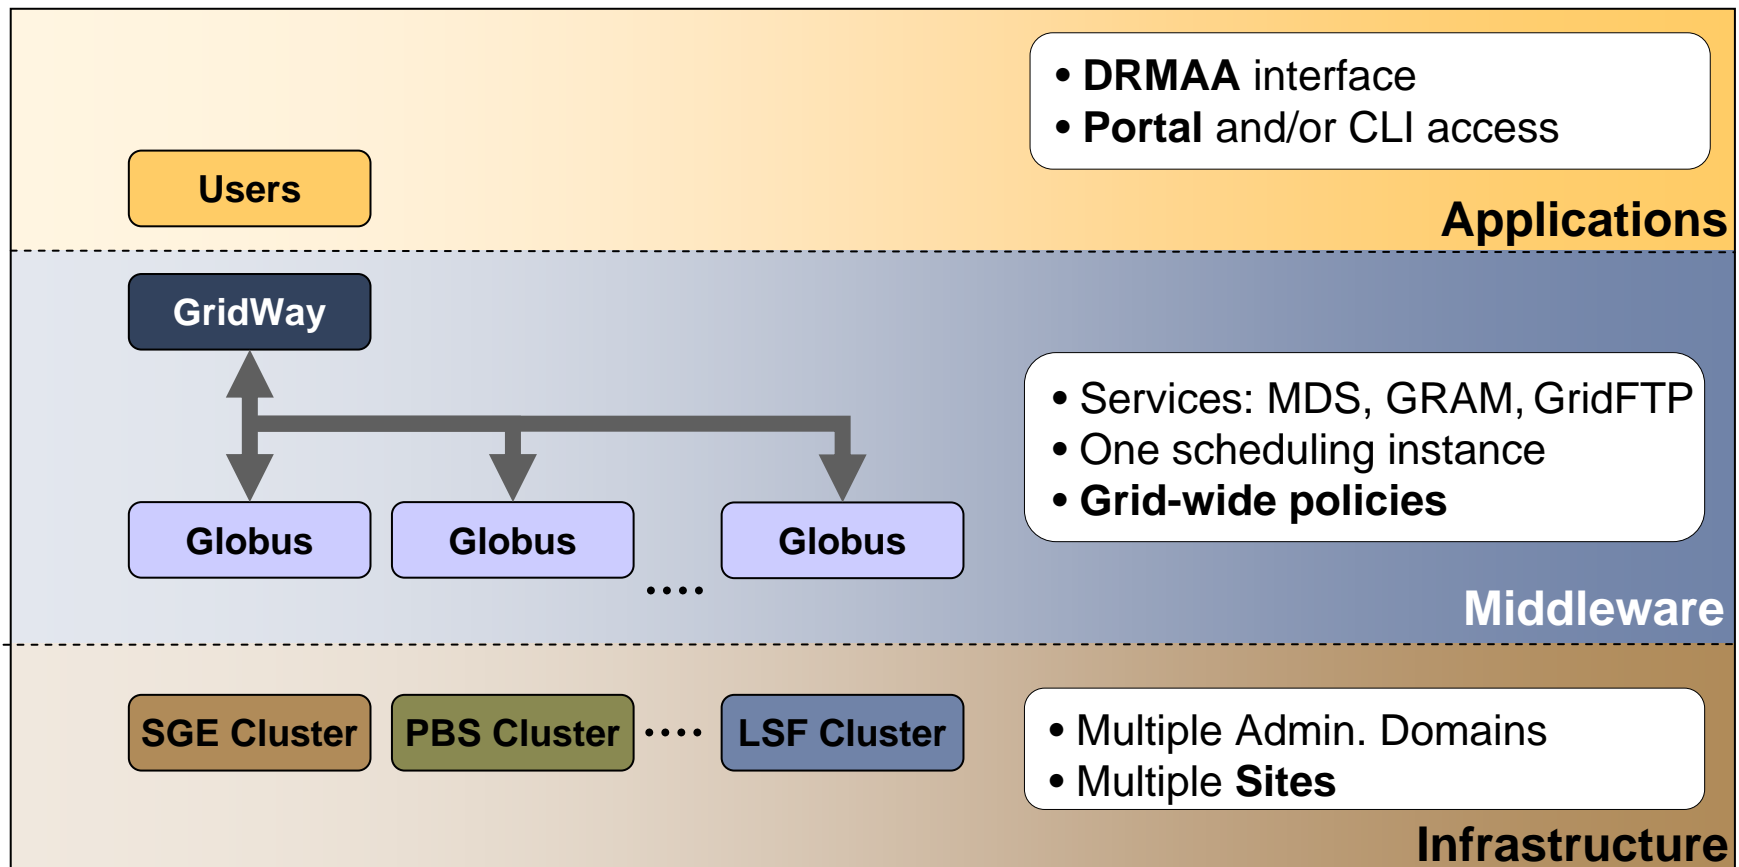 • DRMAA interface
• Portal and/or CLI access
Users
Applications
GridWay
• Services: MDS, GRAM, GridFTP
• One scheduling instance
• Grid-wide policies
Globus
Globus
....
Globus
Middleware
SGE Cluster
PBS Cluster
....
LSF Cluster
• Multiple Admin. Domains
• Multiple Sites
Infrastructure